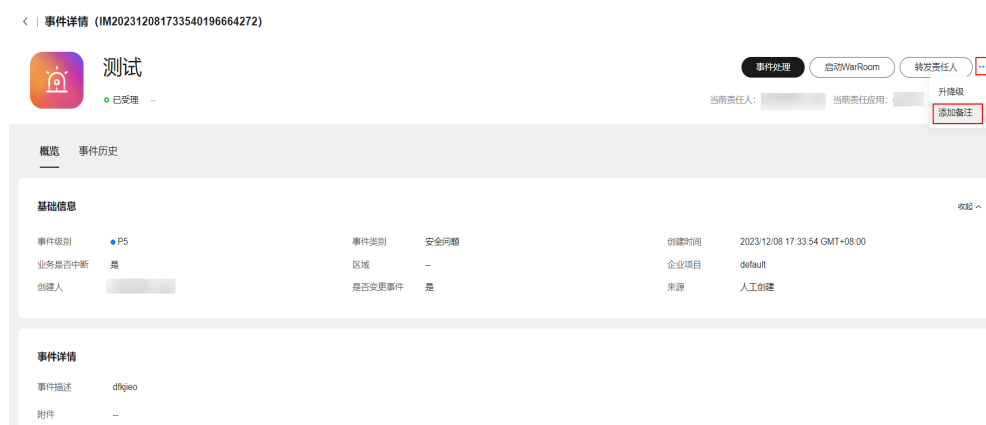 事件详情（IM202312081733540196664272）
测试
事件处理 启动WarRoom 转发责任人 ...
已受理 --
当前责任人： 当前责任应用：
升降级
添加备注
概览 事件历史
基础信息 收起
事件级别 P5 事件类别 安全问题 创建时间 2023/12/08 17:33:54 GMT+08:00
业务是否中断 是 区域 -- 企业项目 default
创建人 是否变更事件 是 来源 人工创建
事件详情
事件描述 dfkjieo
附件 --